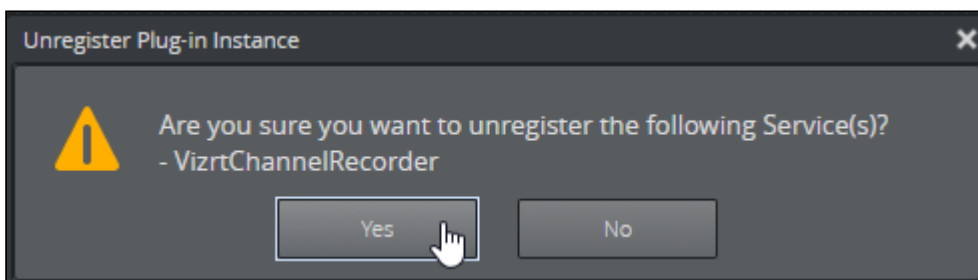 Unregister Plug-in Instance
Are you sure you want to unregister the following Service(s)?
- VizrtChannelRecorder
Yes
No